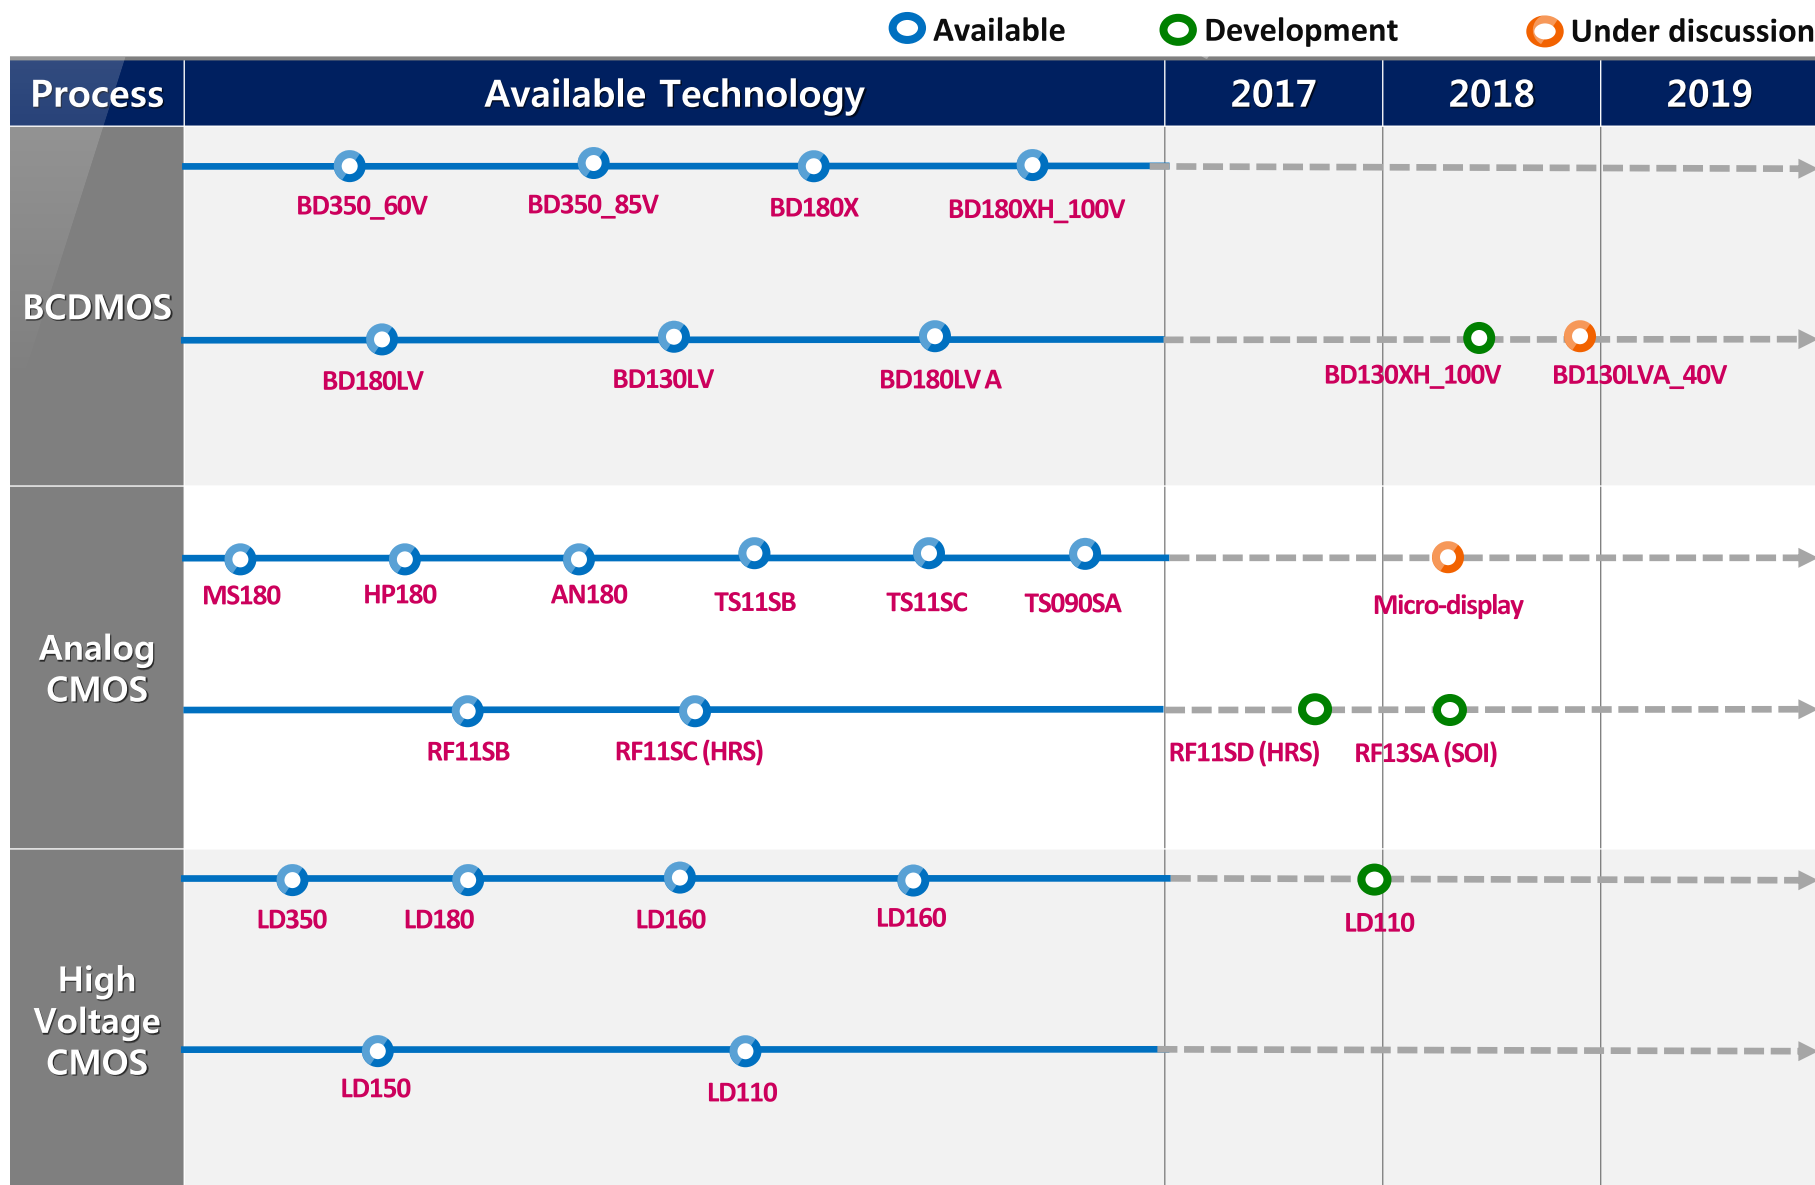 Available Development Under discussion
Process Available Technology 2017 2018 2019
BCDMOS
BD350_60V BD350_85V BD180X BD180XH_100V
BD180LV BD130LV BD180LV A BD130XH_100V BD130LVA_40V
Analog
CMOS
MS180 HP180 AN180 TS11SB TS11SC TS090SA Micro-display
RF11SB RF11SC (HRS) RF11SD (HRS) RF13SA (SOI)
High
Voltage
CMOS
LD350 LD180 LD160 LD160 LD110
LD150 LD110